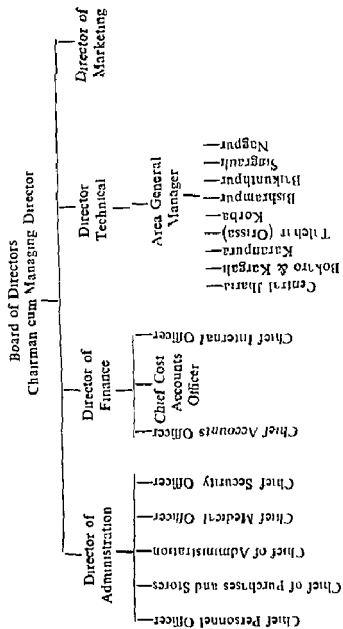 Board of Directors
Chairman cum Managing Director
Director of
Administration
Director of
Finance
Director
Technical
Director of
Marketing
Chief Personnel Officer
Chief of Purchases and Stores
Chief of Administration
Chief Medical Officer
Chief Security Officer
Chief Accounts Officer
Chief Cost
Accounts
Officer
Chief Internal Officer
Area General
Manager
Central Jharia
Bokaro & Kargali
Karanpura
Talchir (Orissa)
Korba
Bishrampur
Baikunthpur
Singrauli
Nagpur